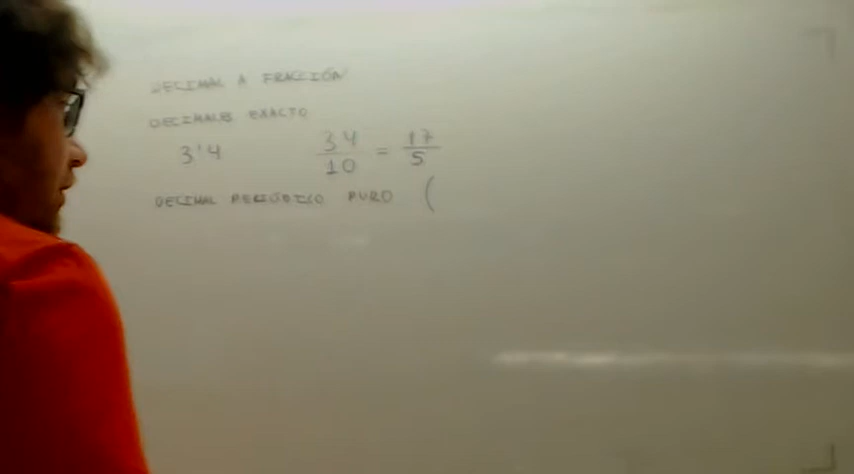 DECIMAL A FRACCIÓN
DECIMALES EXACTO
3'4 34/10 = 17/5
DECIMAL PERIÓDICO PURO (